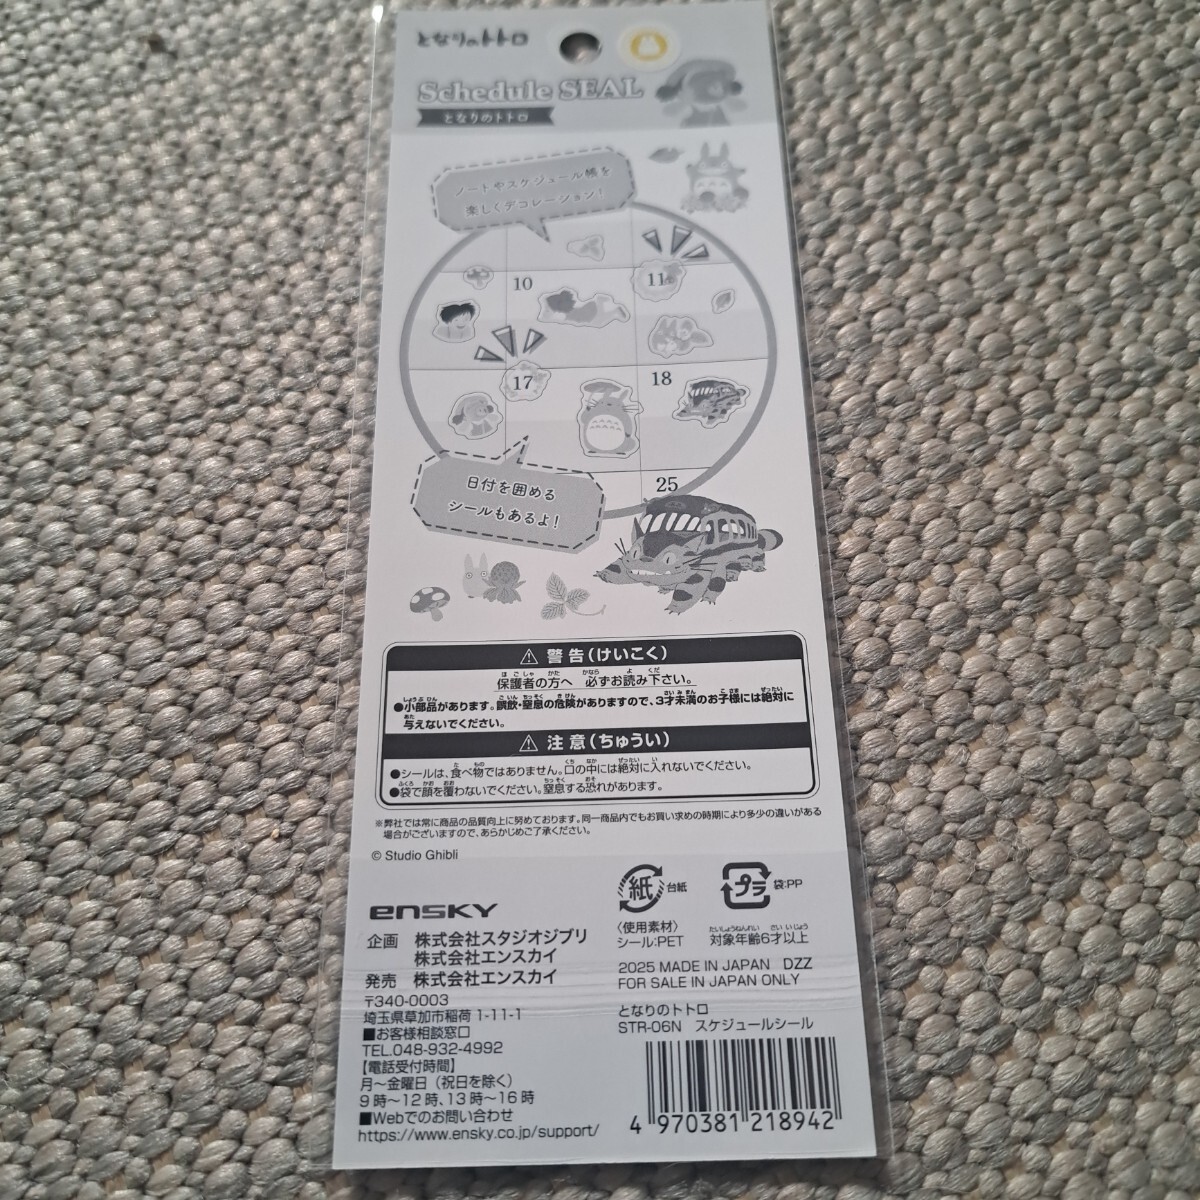 となりのトトロ
Schedule SEAL
となりのトトロ
ノートやスケジュール帳を
楽しくデコレーション!
10
11
17
18
日付を囲める
シールもあるよ!
25
⚠ 警告(けいこく)
保護者の方へ 必ずお読み下さい。
●小部品があります。誤飲・窒息の危険がありますので、3才未満のお子様には絶対に
与えないでください。
⚠ 注意(ちゅうい)
●シールは、食べ物ではありません。口の中には絶対に入れないでください。
●袋で顔を覆わないでください。窒息する恐れがあります。
※弊社では常に商品の品質向上に努めております。同一商品内でもお買い求めの時期により多少の違いがある
場合がございますので、あらかじめご了承ください。
© Studio Ghibli
紙 台紙
プラ 袋:PP
ensky
企画 株式会社スタジオジブリ
株式会社エンスカイ
発売 株式会社エンスカイ
〒340-0003
埼玉県草加市稲荷1-11-1
■お客様相談窓口
TEL.048-932-4992
【電話受付時間】
月〜金曜日(祝日を除く)
9時〜12時、13時〜16時
■Webでのお問い合わせ
https://www.ensky.co.jp/support/
〈使用素材〉
シール:PET
対象年齢6才以上
2025 MADE IN JAPAN DZZ
FOR SALE IN JAPAN ONLY
となりのトトロ
STR-06N スケジュールシール
4 970381 218942